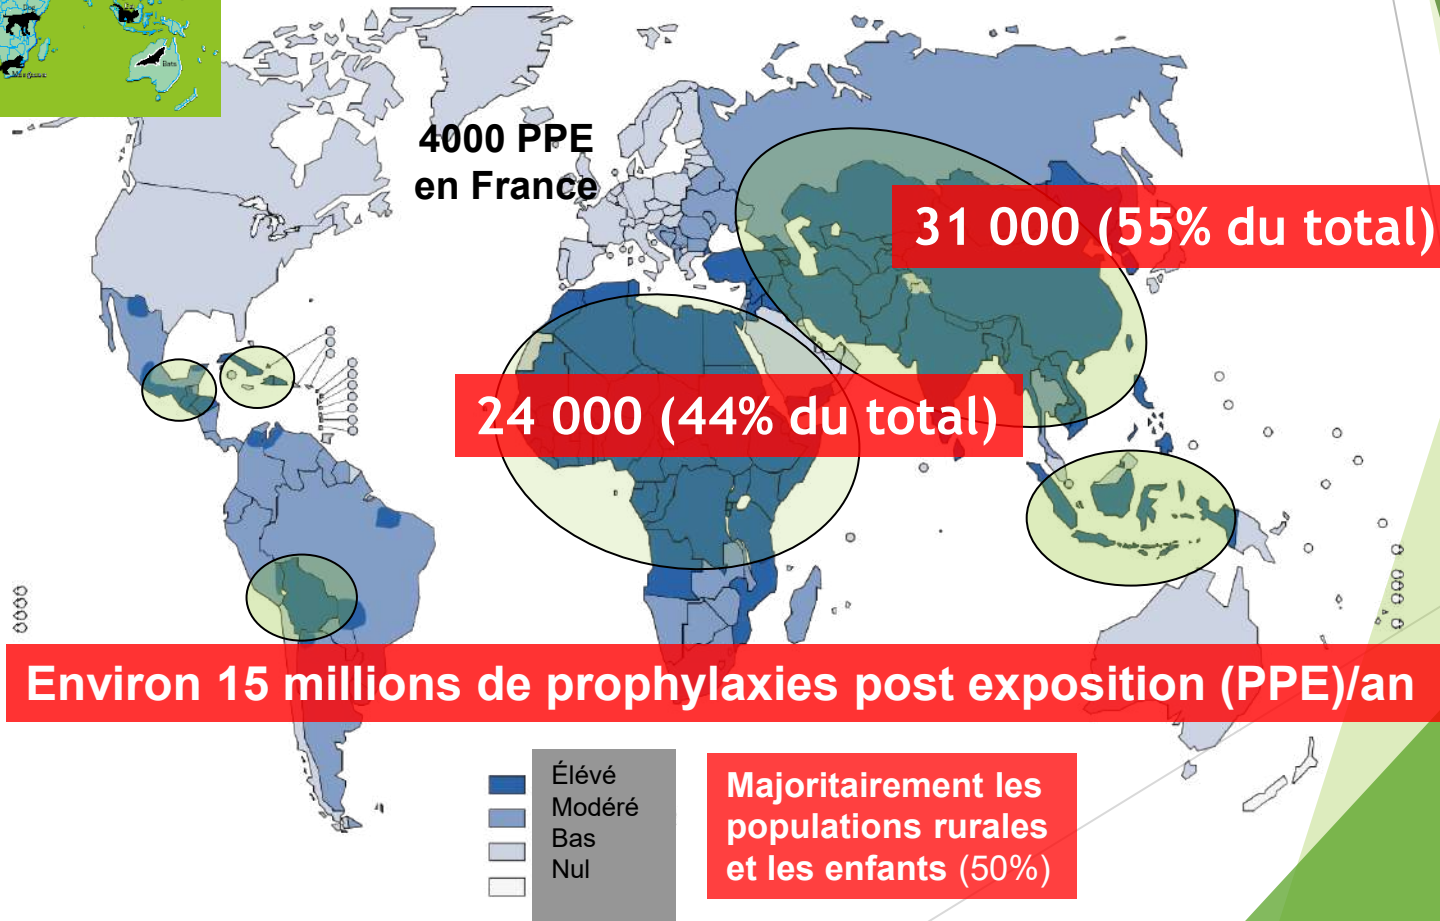 Bats
4000 PPE
en France
31 000 (55% du total)
24 000 (44% du total)
Environ 15 millions de prophylaxies post exposition (PPE)/an
Élévé
Modéré
Bas
Nul
Majoritairement les
populations rurales
et les enfants (50%)